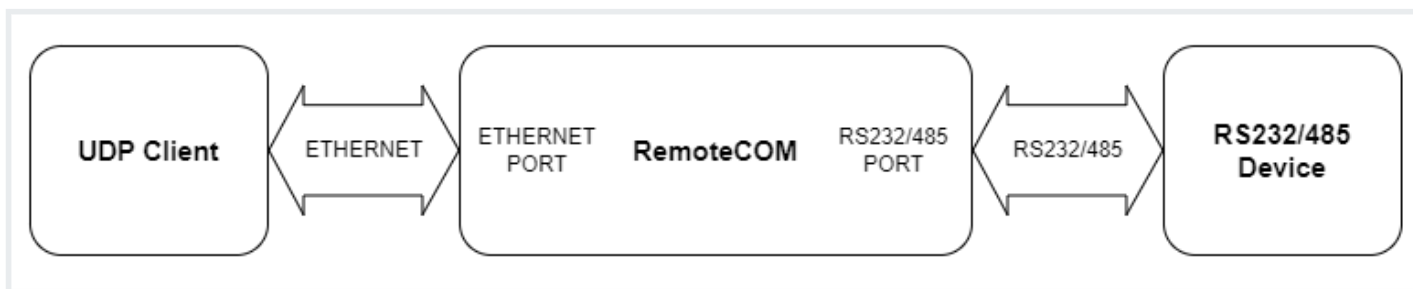 UDP Client
ETHERNET
ETHERNET
PORT
RemoteCOM
RS232/485
PORT
RS232/485
RS232/485
Device